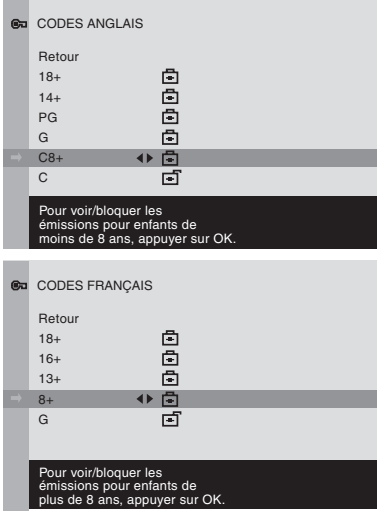 CODES ANGLAIS
Retour
18+
14+
PG
G
C8+
C
Pour voir/bloquer les
émissions pour enfants de
moins de 8 ans, appuyer sur OK.
CODES FRANÇAIS
Retour
18+
16+
13+
8+
G
Pour voir/bloquer les
émissions pour enfants de
plus de 8 ans, appuyer sur OK.